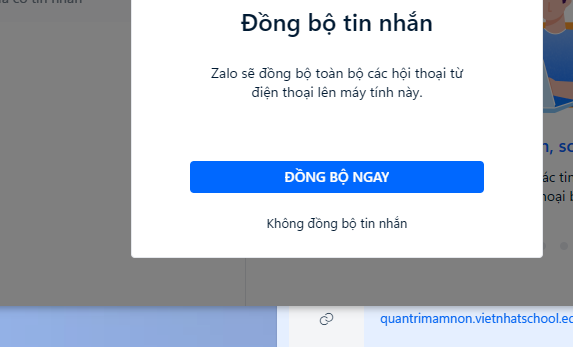 Đồng bộ tin nhắn
Zalo sẽ đồng bộ toàn bộ các hội thoại từ
điện thoại lên máy tính này.
ĐỒNG BỘ NGAY
Không đồng bộ tin nhắn
quantrimamnon.vietnhatschool.ed